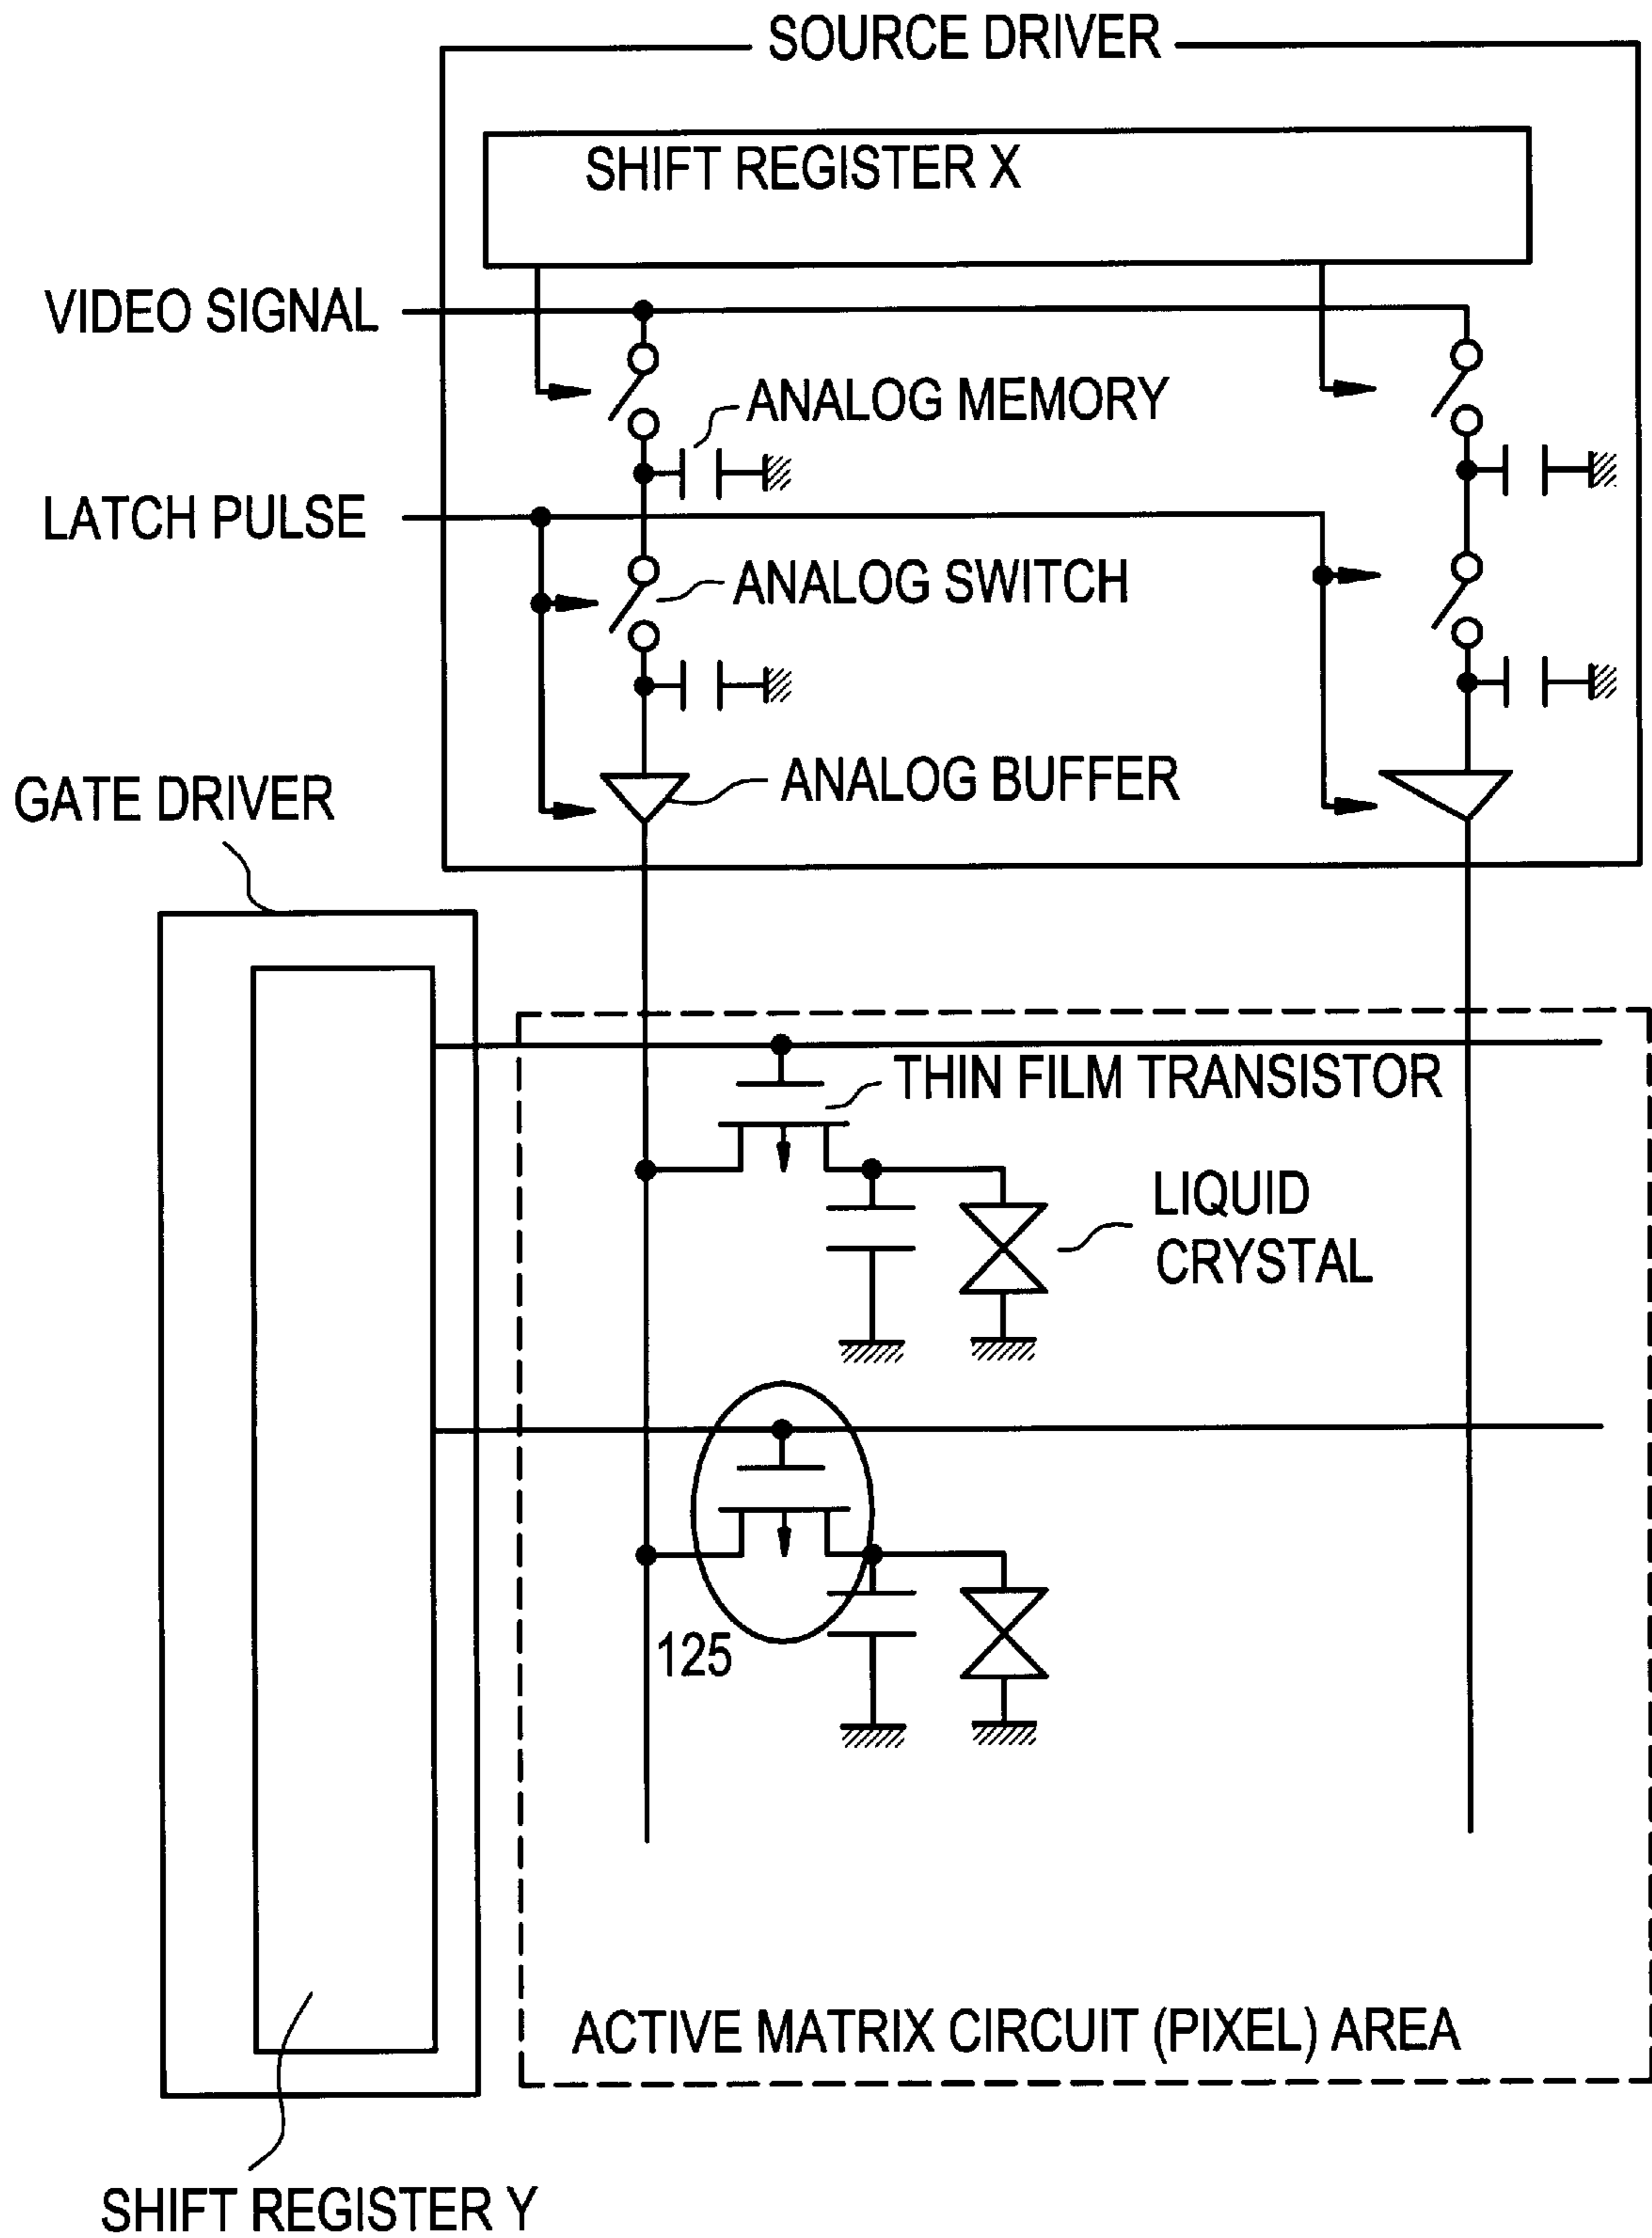 SOURCE DRIVER
SHIFT REGISTER X
VIDEO SIGNAL
ANALOG MEMORY
LATCH PULSE
ANALOG SWITCH
ANALOG BUFFER
GATE DRIVER
THIN FILM TRANSISTOR
LIQUID
CRYSTAL
125
ACTIVE MATRIX CIRCUIT (PIXEL) AREA
SHIFT REGISTER Y